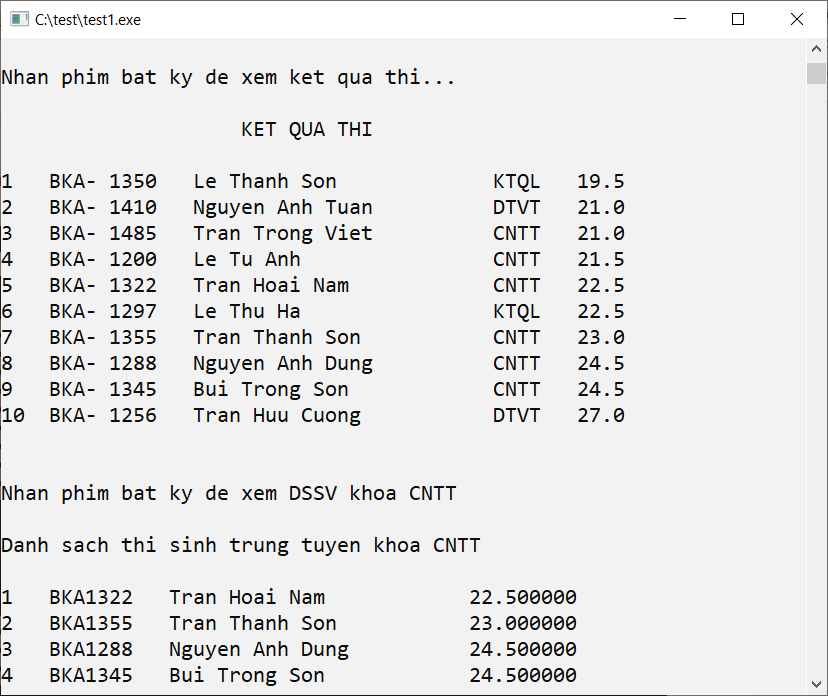 C:\test\test1.exe
Nhan phim bat ky de xem ket qua thi...
KET QUA THI
1 BKA- 1350 Le Thanh Son KTQL 19.5
2 BKA- 1410 Nguyen Anh Tuan DTVT 21.0
3 BKA- 1485 Tran Trong Viet CNTT 21.0
4 BKA- 1200 Le Tu Anh CNTT 21.5
5 BKA- 1322 Tran Hoai Nam CNTT 22.5
6 BKA- 1297 Le Thu Ha KTQL 22.5
7 BKA- 1355 Tran Thanh Son CNTT 23.0
8 BKA- 1288 Nguyen Anh Dung CNTT 24.5
9 BKA- 1345 Bui Trong Son CNTT 24.5
10 BKA- 1256 Tran Huu Cuong DTVT 27.0
Nhan phim bat ky de xem DSSV khoa CNTT
Danh sach thi sinh trung tuyen khoa CNTT
1 BKA1322 Tran Hoai Nam 22.500000
2 BKA1355 Tran Thanh Son 23.000000
3 BKA1288 Nguyen Anh Dung 24.500000
4 BKA1345 Bui Trong Son 24.500000